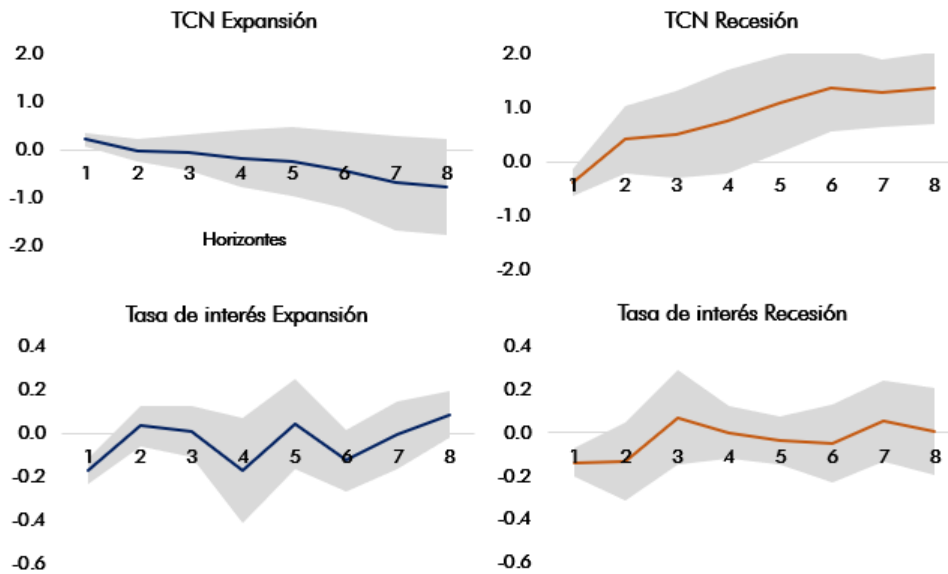 TCN Expansión
2.0
1.0
0.0
-1.0
-2.0
1 2 3 4 5 6 7 8
Horizontes
TCN Recesión
2.0
1.0
0.0
-1.0
-2.0
1 2 3 4 5 6 7 8
Tasa de interés Expansión
0.4
0.2
0.0
-0.2
-0.4
-0.6
1 2 3 4 5 6 7 8
Tasa de interés Recesión
0.4
0.2
0.0
-0.2
-0.4
-0.6
1 2 3 4 5 6 7 8